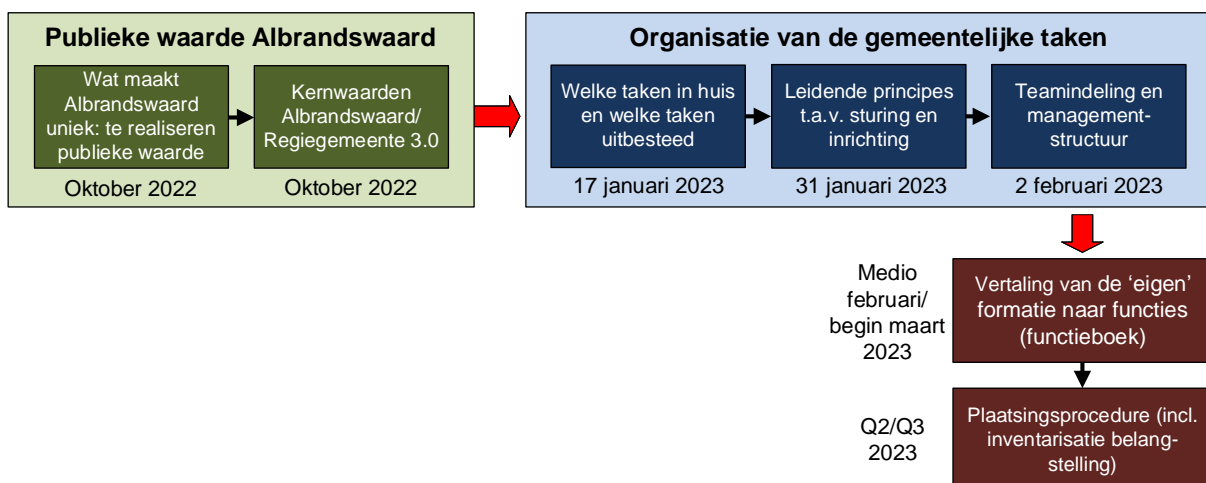 Publieke waarde Albrandswaard
Wat maakt
Albrandswaard
uniek: te realiseren
publieke waarde
Oktober 2022
Kernwaarden
Albrandswaard/
Regiegemeente 3.0
Oktober 2022
Organisatie van de gemeentelijke taken
Welke taken in huis
en welke taken
uitbesteed
17 januari 2023
Leidende principes
t.a.v. sturing en
inrichting
31 januari 2023
Teamindeling en
management-
structuur
2 februari 2023
Medio
februari/
begin maart
2023
Vertaling van de ‘eigen’
formatie naar functies
(functieboek)
Q2/Q3
2023
Plaatsingsprocedure (incl.
inventarisatie belang-
stelling)